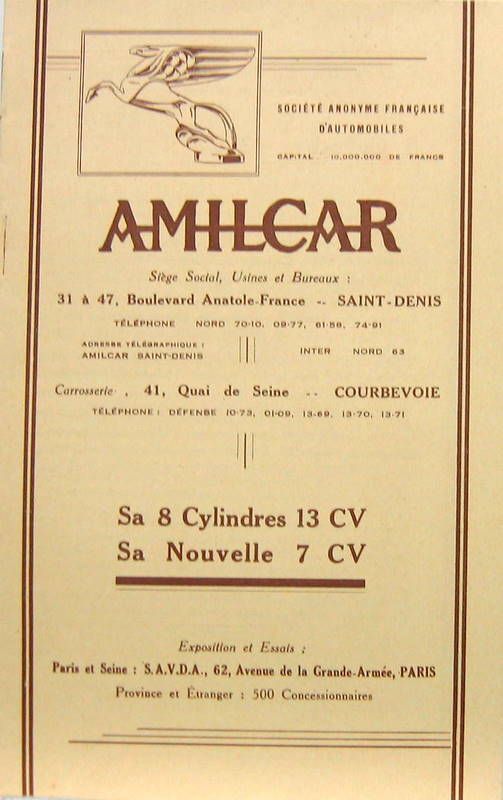 SOCIÉTÉ ANONYME FRANÇAISE
D'AUTOMOBILES
CAPITAL 10.000.000 DE FRANCS
AMILCAR
Siège Social, Usines et Bureaux :
31 à 47, Boulevard Anatole-France -- SAINT-DENIS
TÉLÉPHONE NORD 70-10, 09-77, 61-58, 74-91
ADRESSE TÉLÉGRAPHIQUE :
AMILCAR SAINT-DENIS
INTER NORD 63
Carrosserie , 41, Quai de Seine -- COURBEVOIE
TÉLÉPHONE : DÉFENSE 10-73, 01-09, 13-69, 13-70, 13-71
Sa 8 Cylindres 13 CV
Sa Nouvelle 7 CV
Exposition et Essais :
Paris et Seine : S.A.V.D.A., 62, Avenue de la Grande-Armée, PARIS
Province et Étranger : 500 Concessionnaires